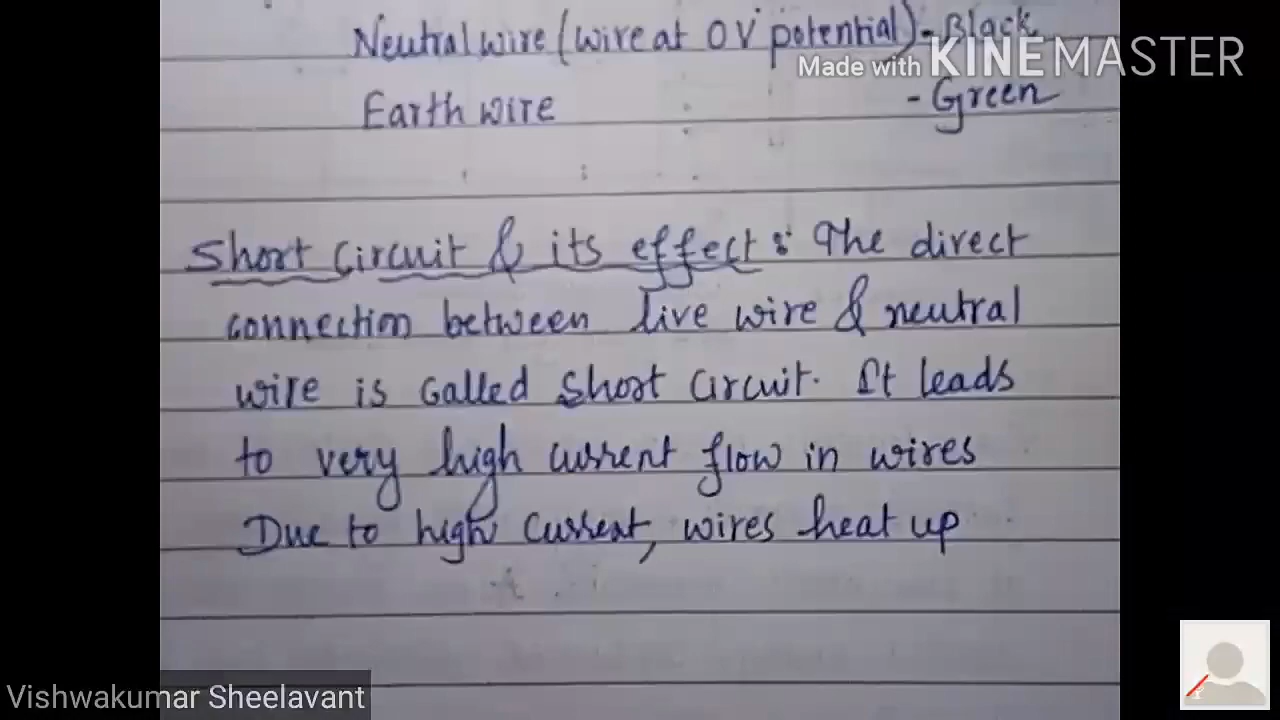 Neutral wire (wire at 0V potential) - Black
Made with KINEMASTER
Earth wire - Green
Short Circuit & its effect : The direct
connection between live wire & neutral
wire is called short circuit. It leads
to very high current flow in wires
Due to high current, wires heat up
Vishwakumar Sheelavant